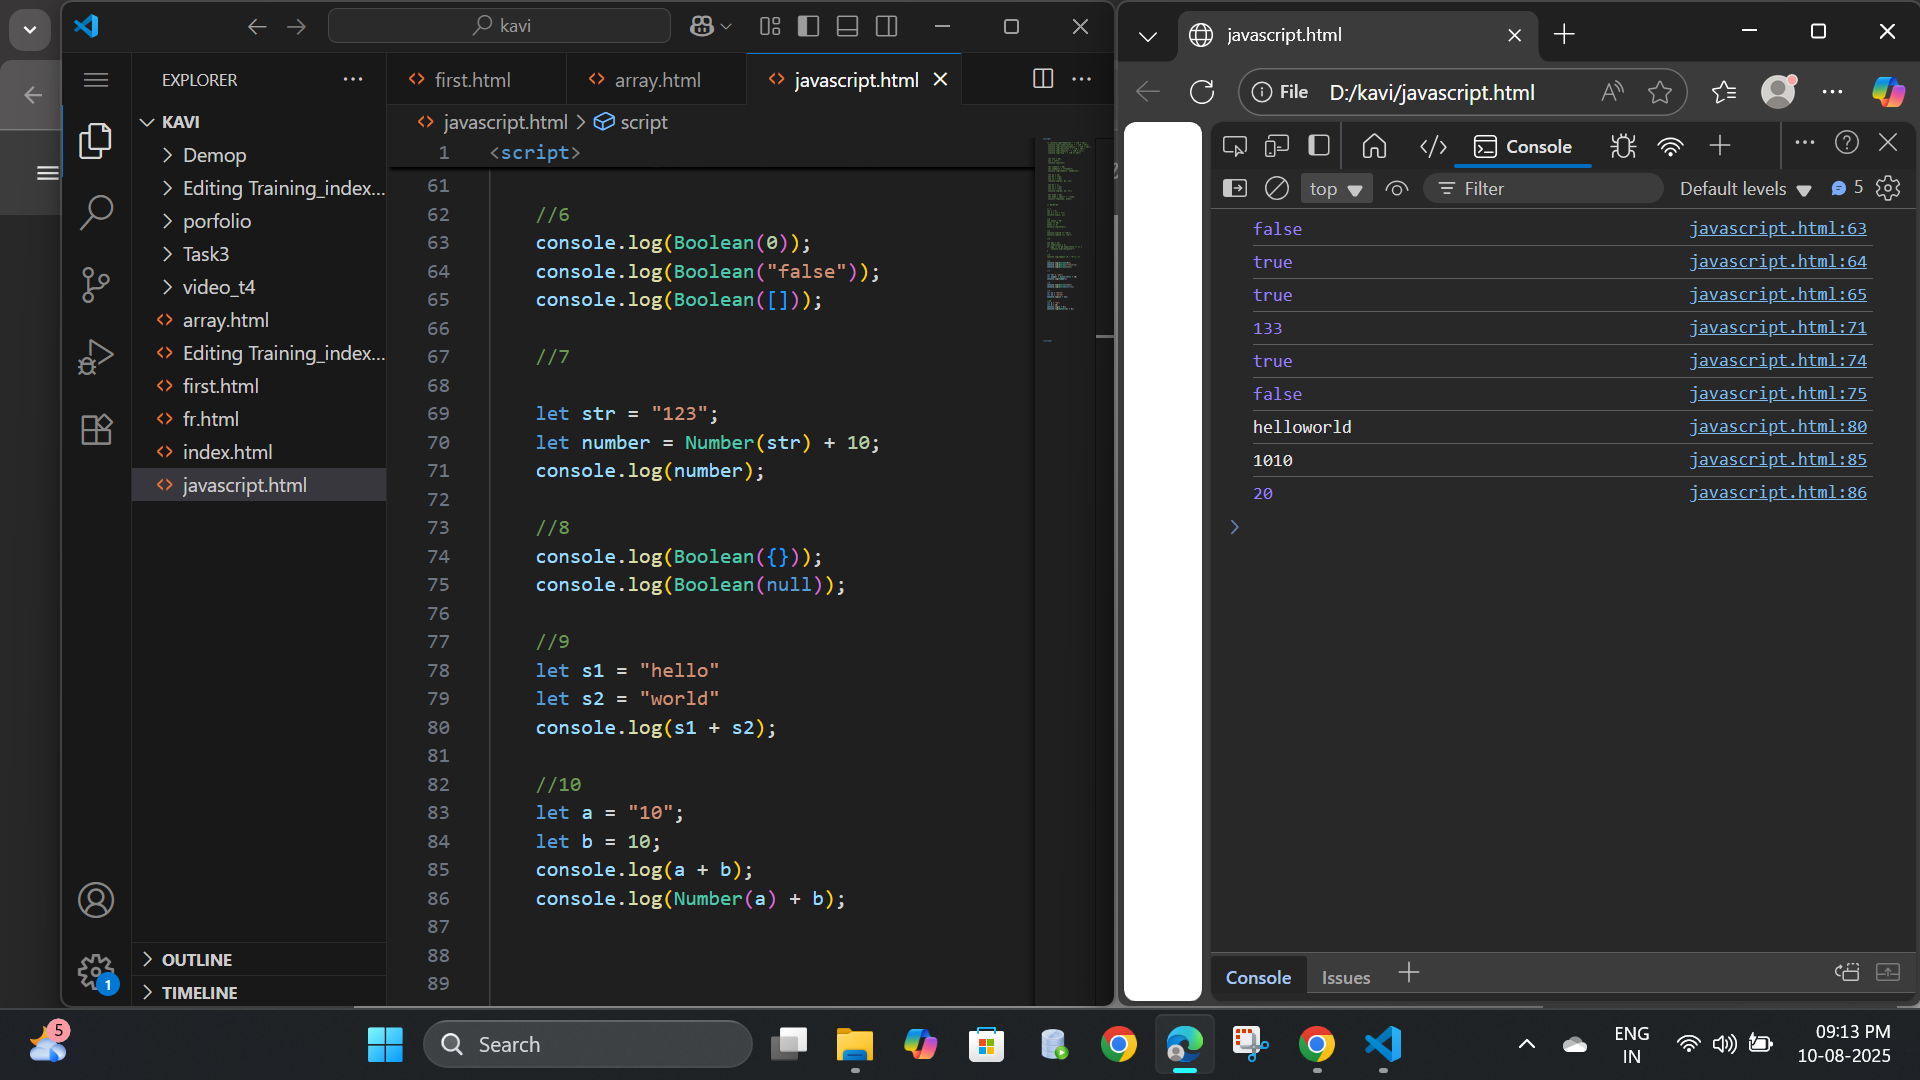 kavi
EXPLORER
KAVI
Demop
Editing Training_index...
porfolio
Task3
video_t4
array.html
Editing Training_index...
first.html
fr.html
index.html
javascript.html
OUTLINE
TIMELINE
1
first.html
array.html
javascript.html
javascript.html > script
1 <script>
61
62 //6
63 console.log(Boolean(0));
64 console.log(Boolean("false"));
65 console.log(Boolean([]));
66
67 //7
68
69 let str = "123";
70 let number = Number(str) + 10;
71 console.log(number);
72
73 //8
74 console.log(Boolean({}));
75 console.log(Boolean(null));
76
77 //9
78 let s1 = "hello"
79 let s2 = "world"
80 console.log(s1 + s2);
81
82 //10
83 let a = "10";
84 let b = 10;
85 console.log(a + b);
86 console.log(Number(a) + b);
87
88
89
javascript.html
File D:/kavi/javascript.html
Console
top Filter Default levels 5
false javascript.html:63
true javascript.html:64
true javascript.html:65
133 javascript.html:71
true javascript.html:74
false javascript.html:75
helloworld javascript.html:80
1010 javascript.html:85
20 javascript.html:86
Console Issues
5
Search
ENG
IN
09:13 PM
10-08-2025